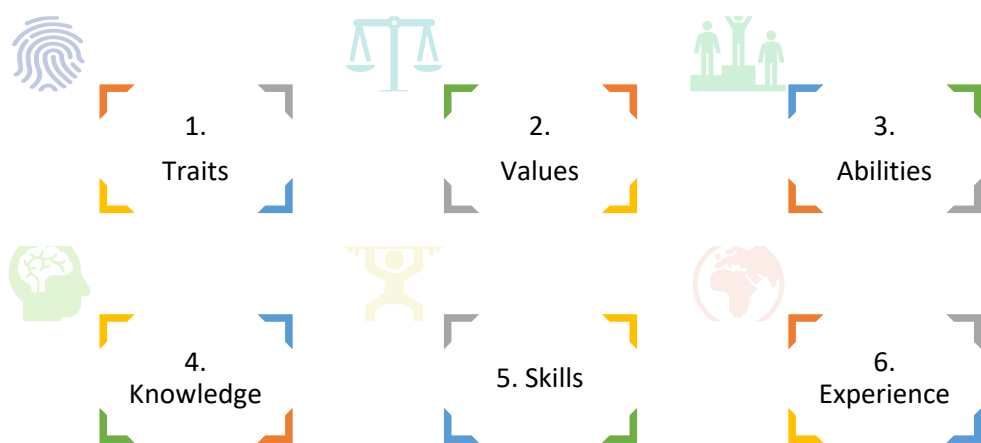 1.
Traits
2.
Values
3.
Abilities
4.
Knowledge
5. Skills
6.
Experience